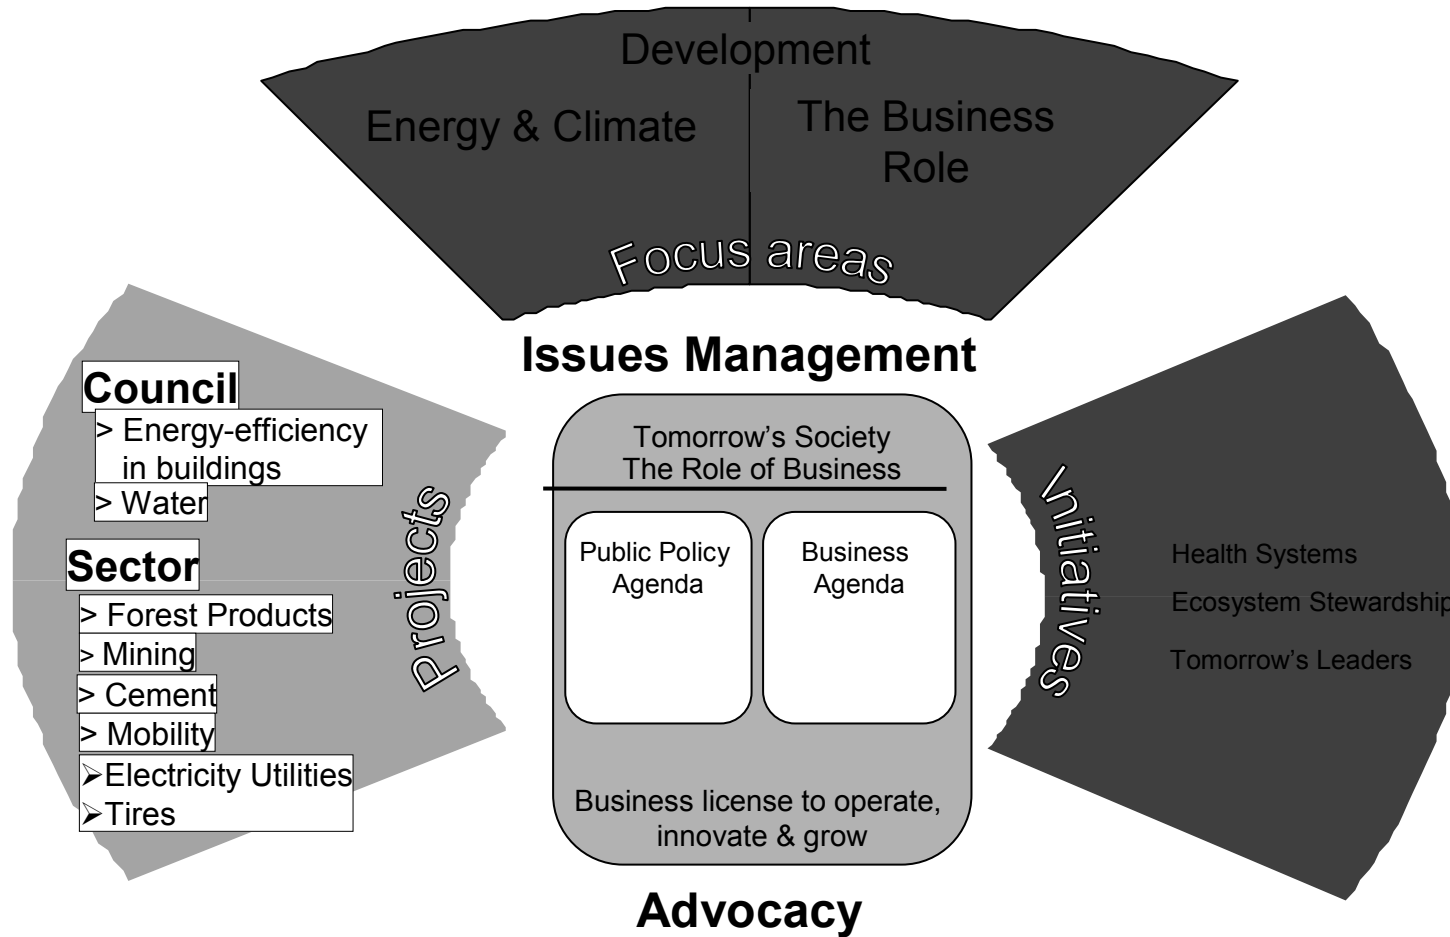 Development
Energy & Climate
The Business
Role
Focus areas
Issues Management
Council
> Energy-efficiency
in buildings
> Water
Sector
> Forest Products
> Mining
> Cement
> Mobility
➢Electricity Utilities
➢Tires
Projects
Tomorrow’s Society
The Role of Business
Public Policy
Agenda
Business
Agenda
Business license to operate,
innovate & grow
Advocacy
Initiatives
Health Systems
Ecosystem Stewardship
Tomorrow’s Leaders